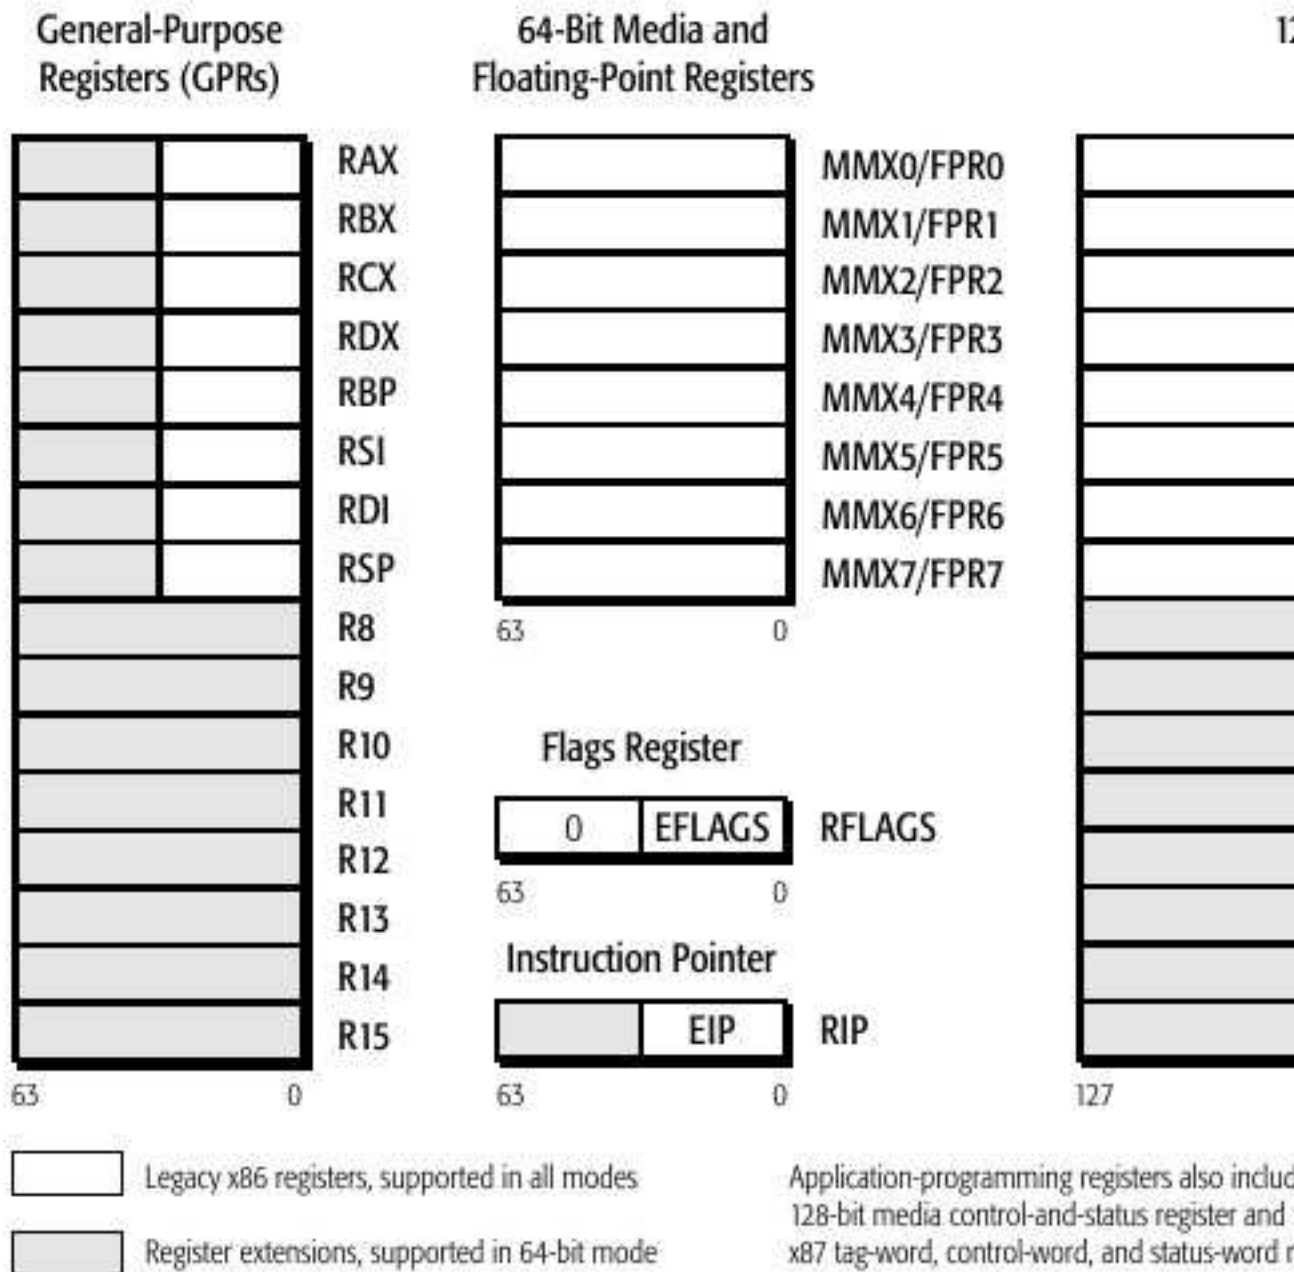 General-Purpose
Registers (GPRs)
RAX
RBX
RCX
RDX
RBP
RSI
RDI
RSP
R8
R9
R10
R11
R12
R13
R14
R15
63 0
64-Bit Media and
Floating-Point Registers
MMX0/FPR0
MMX1/FPR1
MMX2/FPR2
MMX3/FPR3
MMX4/FPR4
MMX5/FPR5
MMX6/FPR6
MMX7/FPR7
63 0
Flags Register
0 EFLAGS RFLAGS
63 0
Instruction Pointer
EIP RIP
63 0
127
Legacy x86 registers, supported in all modes
Register extensions, supported in 64-bit mode
Application-programming registers also
128-bit media control-and-status register and
x87 tag-word, control-word, and status-word